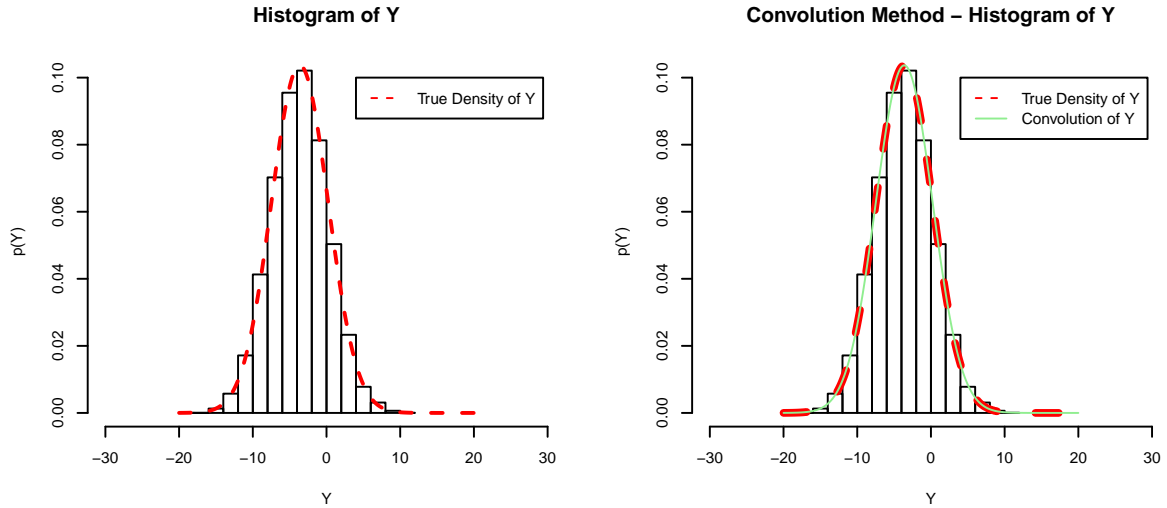 Histogram of Y
True Density of Y
p(Y)
0.00
0.02
0.04
0.06
0.08
0.10
−30
−20
−10
0
10
20
30
Y
Convolution Method − Histogram of Y
True Density of Y
Convolution of Y
p(Y)
0.00
0.02
0.04
0.06
0.08
0.10
−30
−20
−10
0
10
20
30
Y